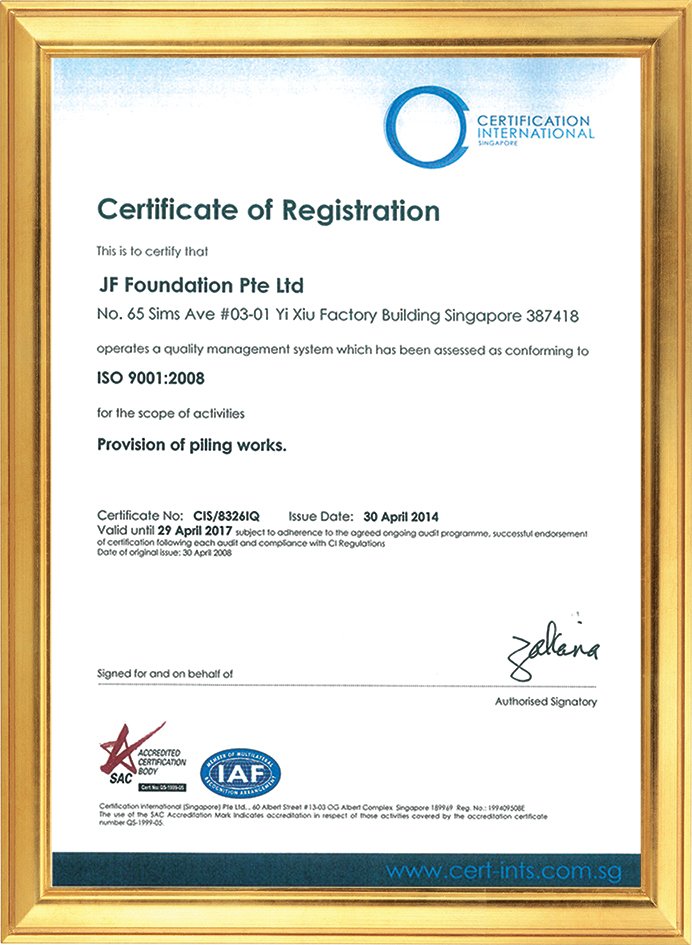 CERTIFICATION
INTERNATIONAL
SINGAPORE
Certificate of Registration
This is to certify that
JF Foundation Pte Ltd
No. 65 Sims Ave #03-01 Yi Xiu Factory Building Singapore 387418
operates a quality management system which has been assessed as conforming to
ISO 9001:2008
for the scope of activities
Provision of piling works.
Certificate No: CIS/8326IQ Issue Date: 30 April 2014
Valid until 29 April 2017 subject to adherence to the agreed ongoing audit programme, successful endorsement
of certification following each audit and compliance with CI Regulations
Date of original issue: 30 April 2008
Signed for and on behalf of
Authorised Signatory
ACCREDITED
CERTIFICATION
BODY
SAC
Cert No: QS-1999-05
MEMBER OF MULTILATERAL
IAF
RECOGNITION ARRANGEMENT
Certification International (Singapore) Pte Ltd., 60 Albert Street #13-03 OG Albert Complex Singapore 189969 Reg. No.: 199409508E
The use of the SAC Accreditation Mark indicates accreditation in respect of those activities covered by the accreditation certificate
number QS-1999-05.
www.cert-ints.com.sg